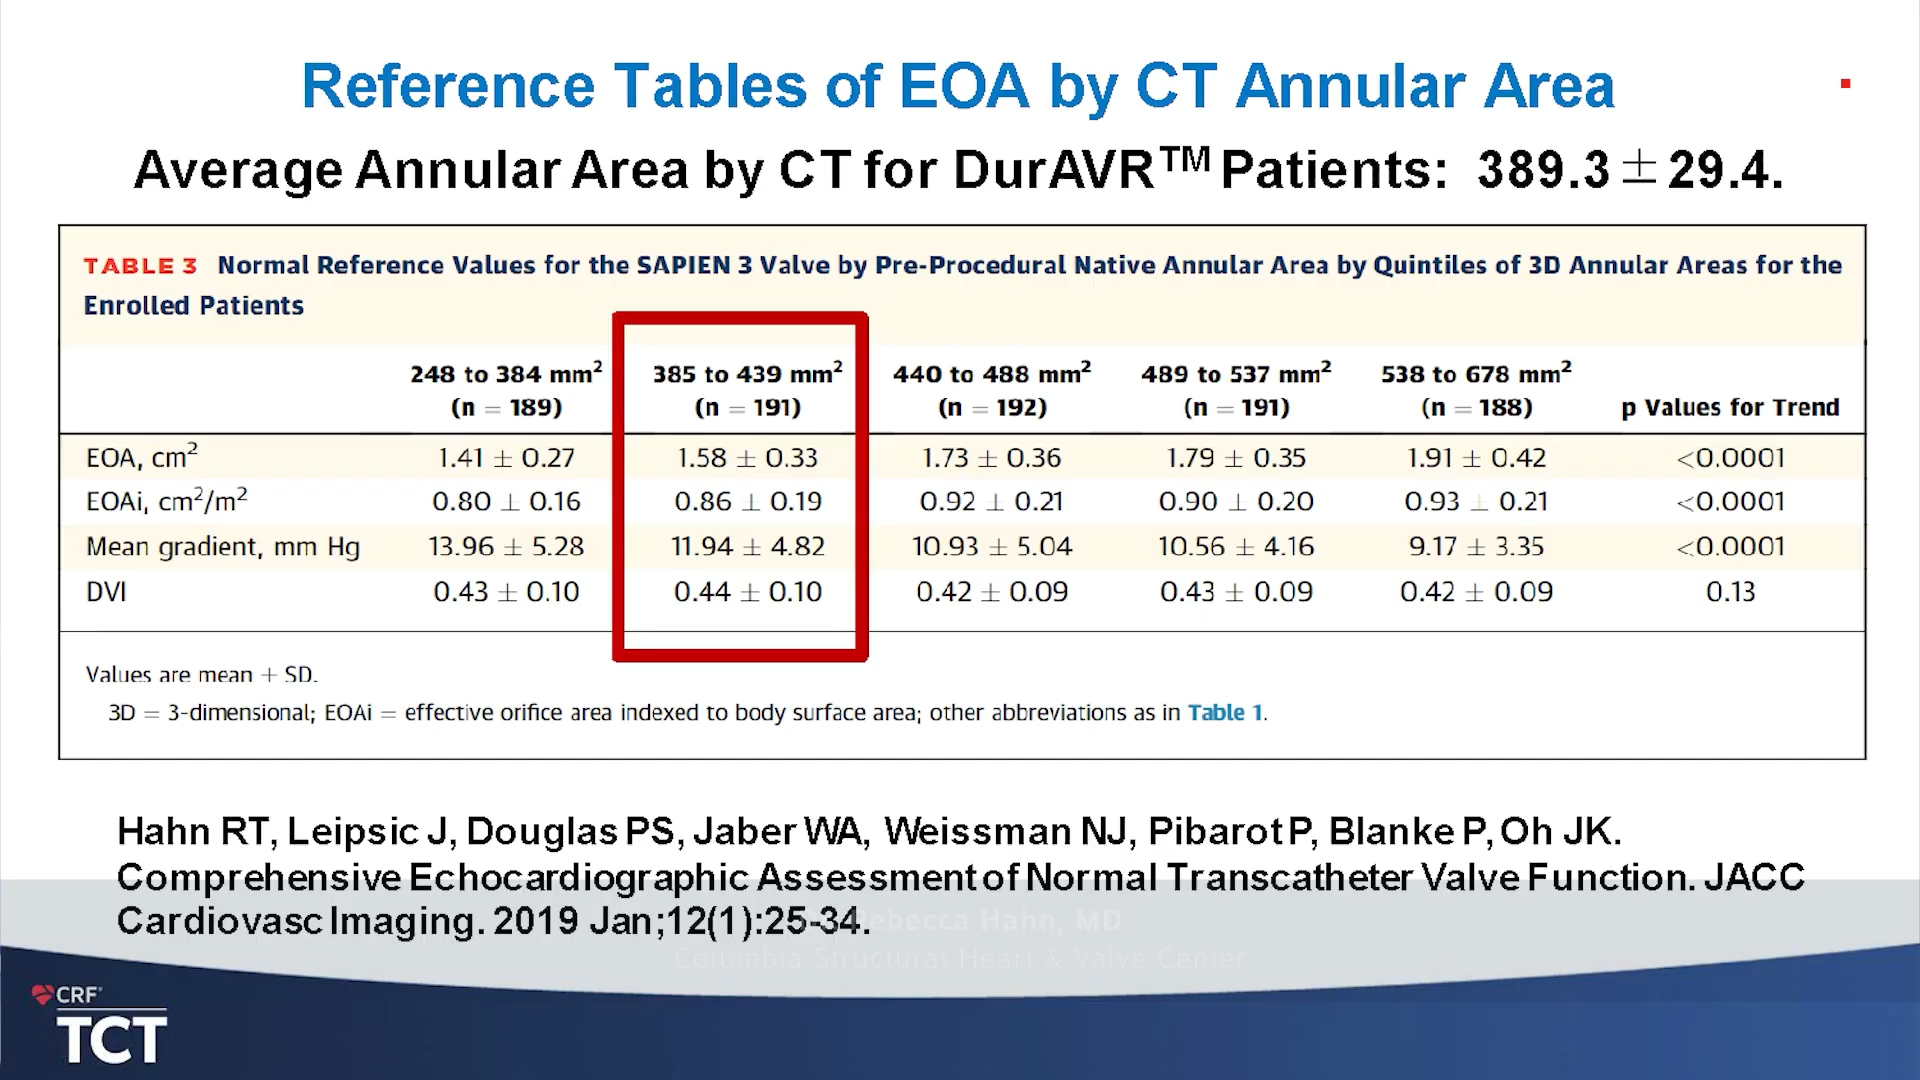 Reference Tables of EOA by CT Annular Area
Average Annular Area by CT for DurAVR™ Patients: 389.3 ± 29.4.
TABLE 3 Normal Reference Values for the SAPIEN 3 Valve by Pre-Procedural Native Annular Area by Quintiles of 3D Annular Areas for the
Enrolled Patients
248 to 384 mm² 385 to 439 mm² 440 to 488 mm² 489 to 537 mm² 538 to 678 mm²
(n = 189) (n = 191) (n = 192) (n = 191) (n = 188) p Values for Trend
EOA, cm² 1.41 ± 0.27 1.58 ± 0.33 1.73 ± 0.36 1.79 ± 0.35 1.91 ± 0.42 <0.0001
EOAi, cm²/m² 0.80 ± 0.16 0.86 ± 0.19 0.92 ± 0.21 0.90 ± 0.20 0.93 ± 0.21 <0.0001
Mean gradient, mm Hg 13.96 ± 5.28 11.94 ± 4.82 10.93 ± 5.04 10.56 ± 4.16 9.17 ± 3.35 <0.0001
DVI 0.43 ± 0.10 0.44 ± 0.10 0.42 ± 0.09 0.43 ± 0.09 0.42 ± 0.09 0.13
Values are mean ± SD.
3D = 3-dimensional; EOAi = effective orifice area indexed to body surface area; other abbreviations as in Table 1.
Hahn RT, Leipsic J, Douglas PS, Jaber WA, Weissman NJ, Pibarot P, Blanke P, Oh JK.
Comprehensive Echocardiographic Assessment of Normal Transcatheter Valve Function. JACC
Cardiovasc Imaging. 2019 Jan;12(1):25-34.
Hahn, MD
Columbia Structural Heart & Valve Center
CRF
TCT